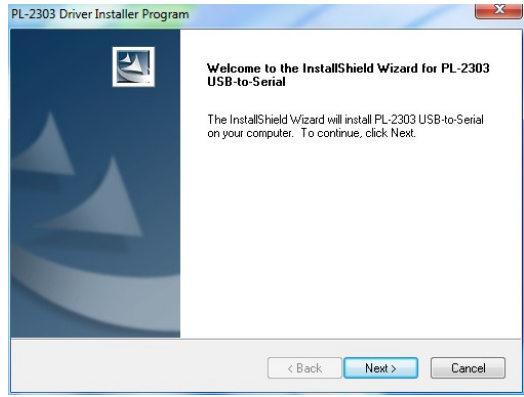 PL-2303 Driver Installer Program
Welcome to the InstallShield Wizard for PL-2303
USB-to-Serial
The InstallShield Wizard will install PL-2303 USB-to-Serial
on your computer. To continue, click Next.
< Back
Next >
Cancel